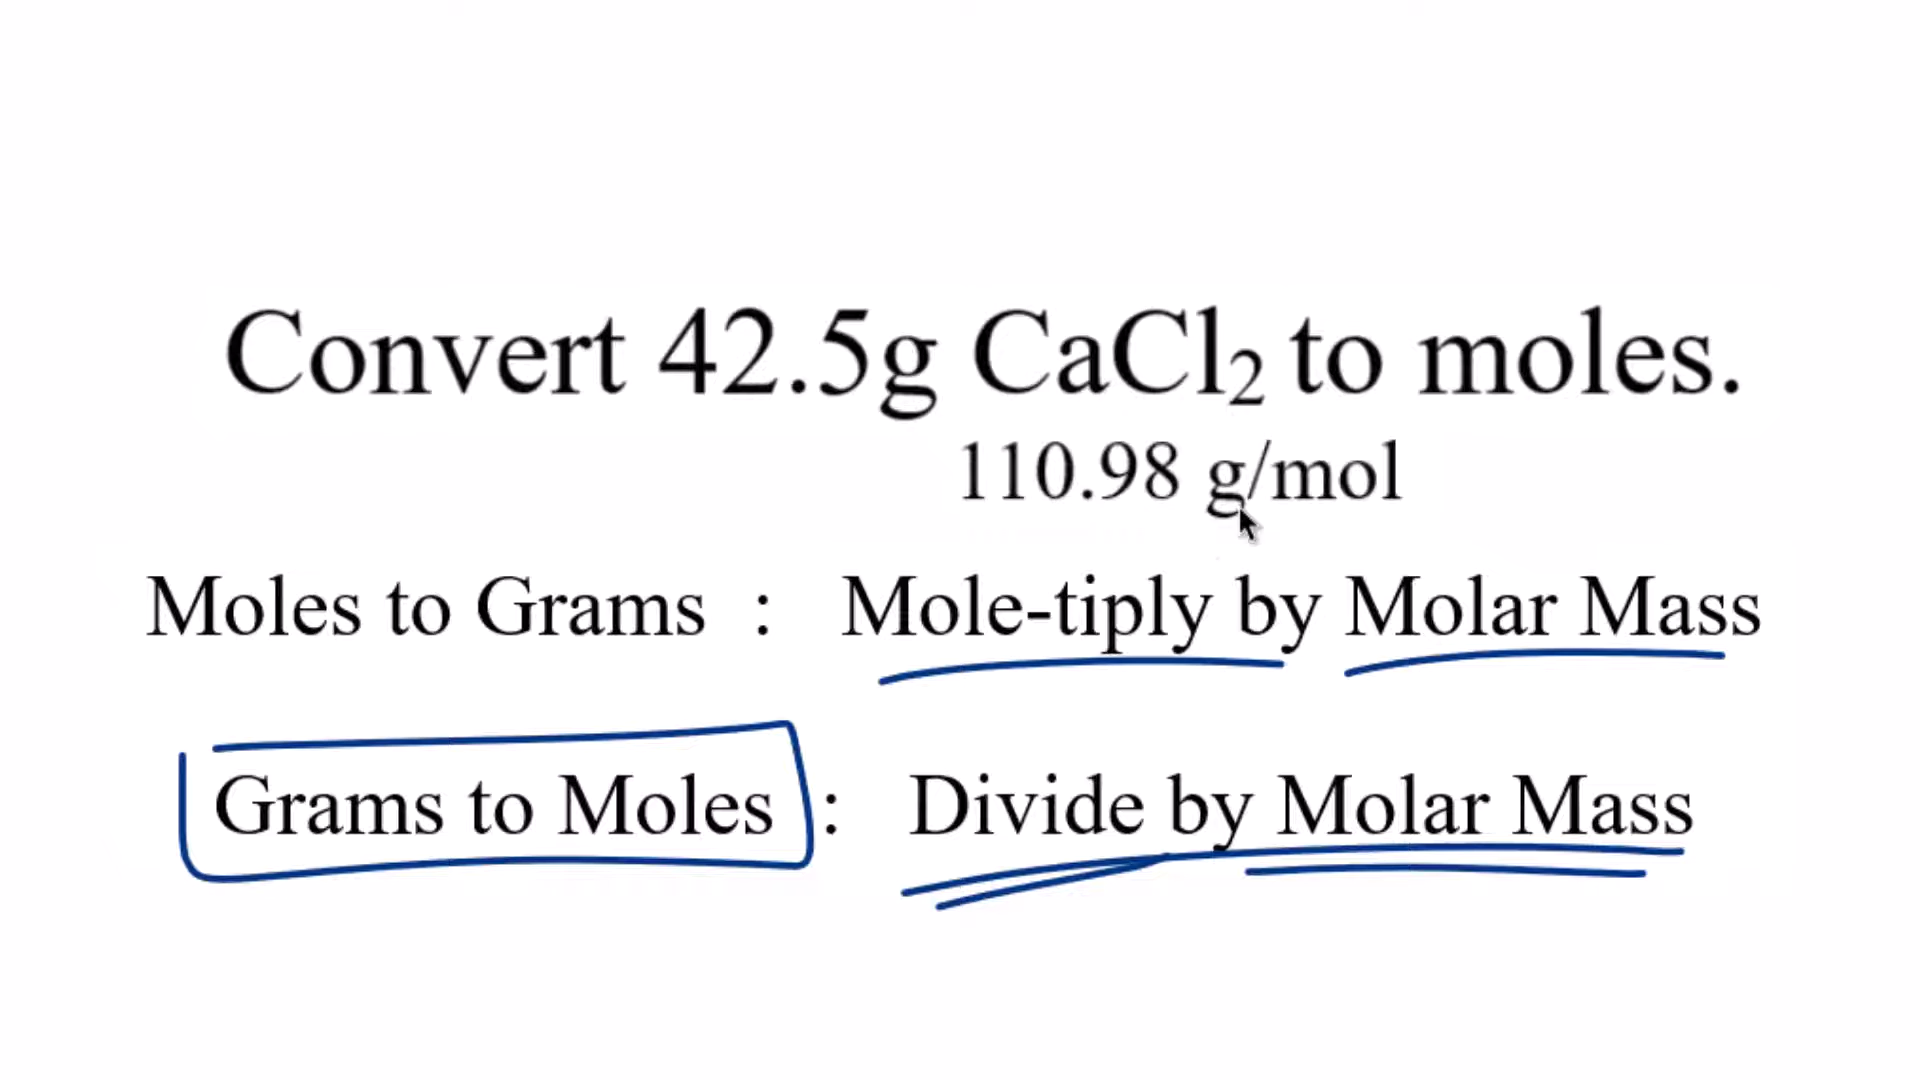 Convert 42.5g CaCl₂ to moles.
110.98 g/mol
Moles to Grams : Mole-tiply by Molar Mass
Grams to Moles : Divide by Molar Mass